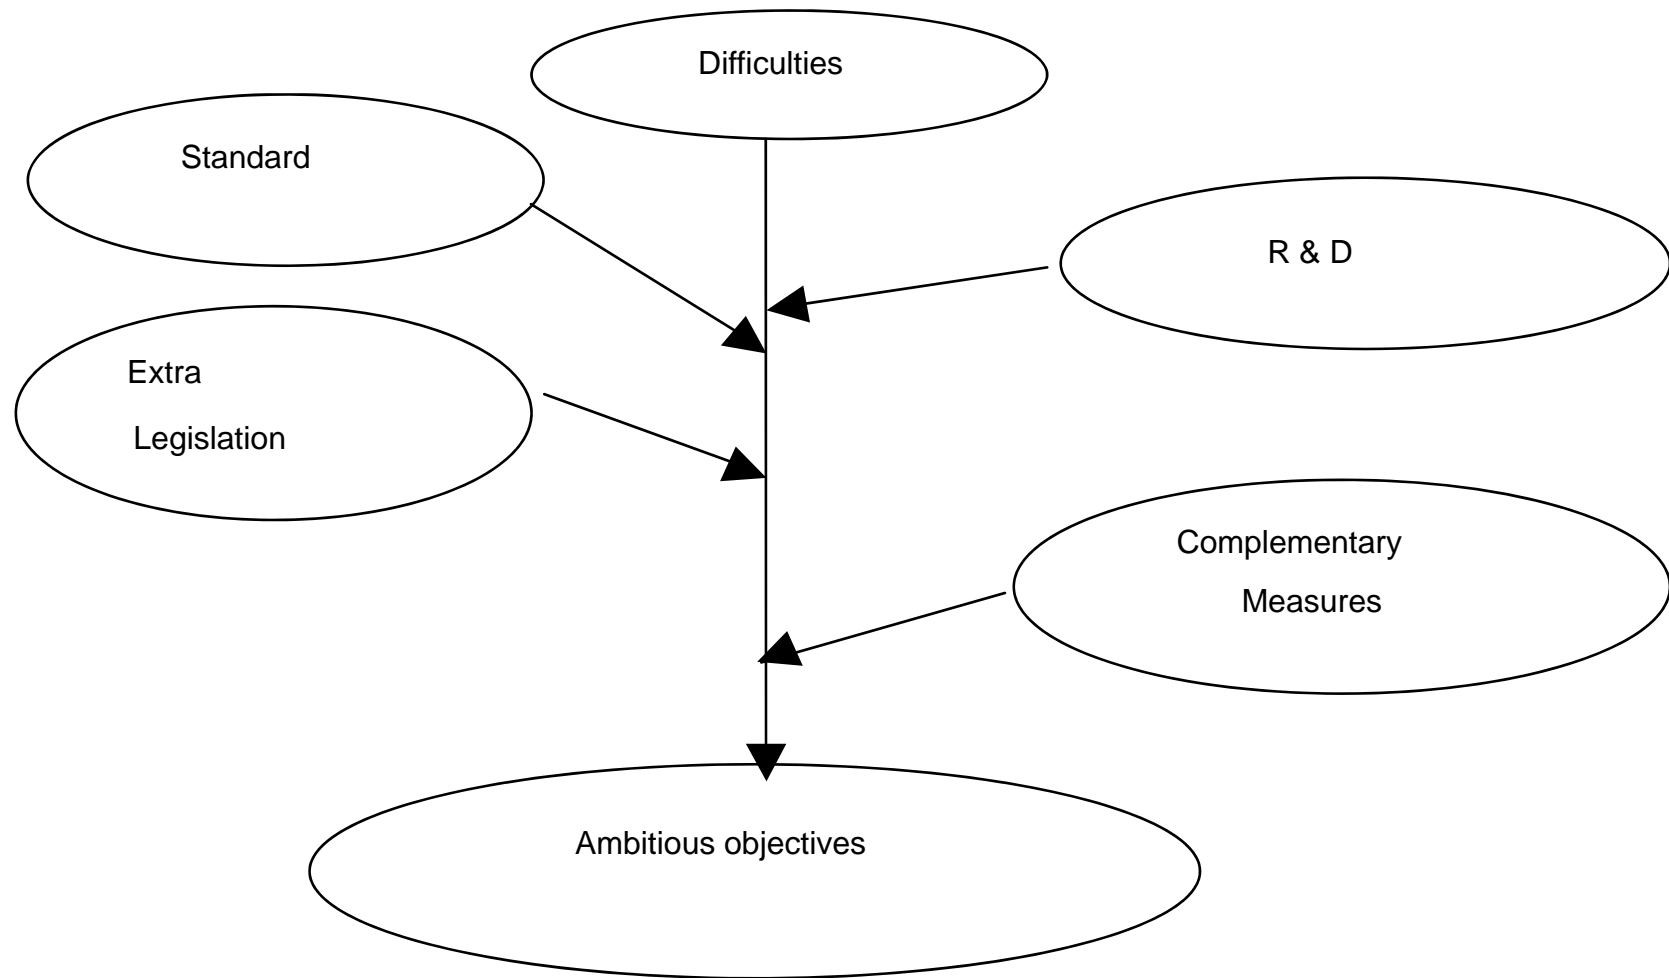 Difficulties
Standard
R & D
Extra
Legislation
Complementary
Measures
Ambitious objectives